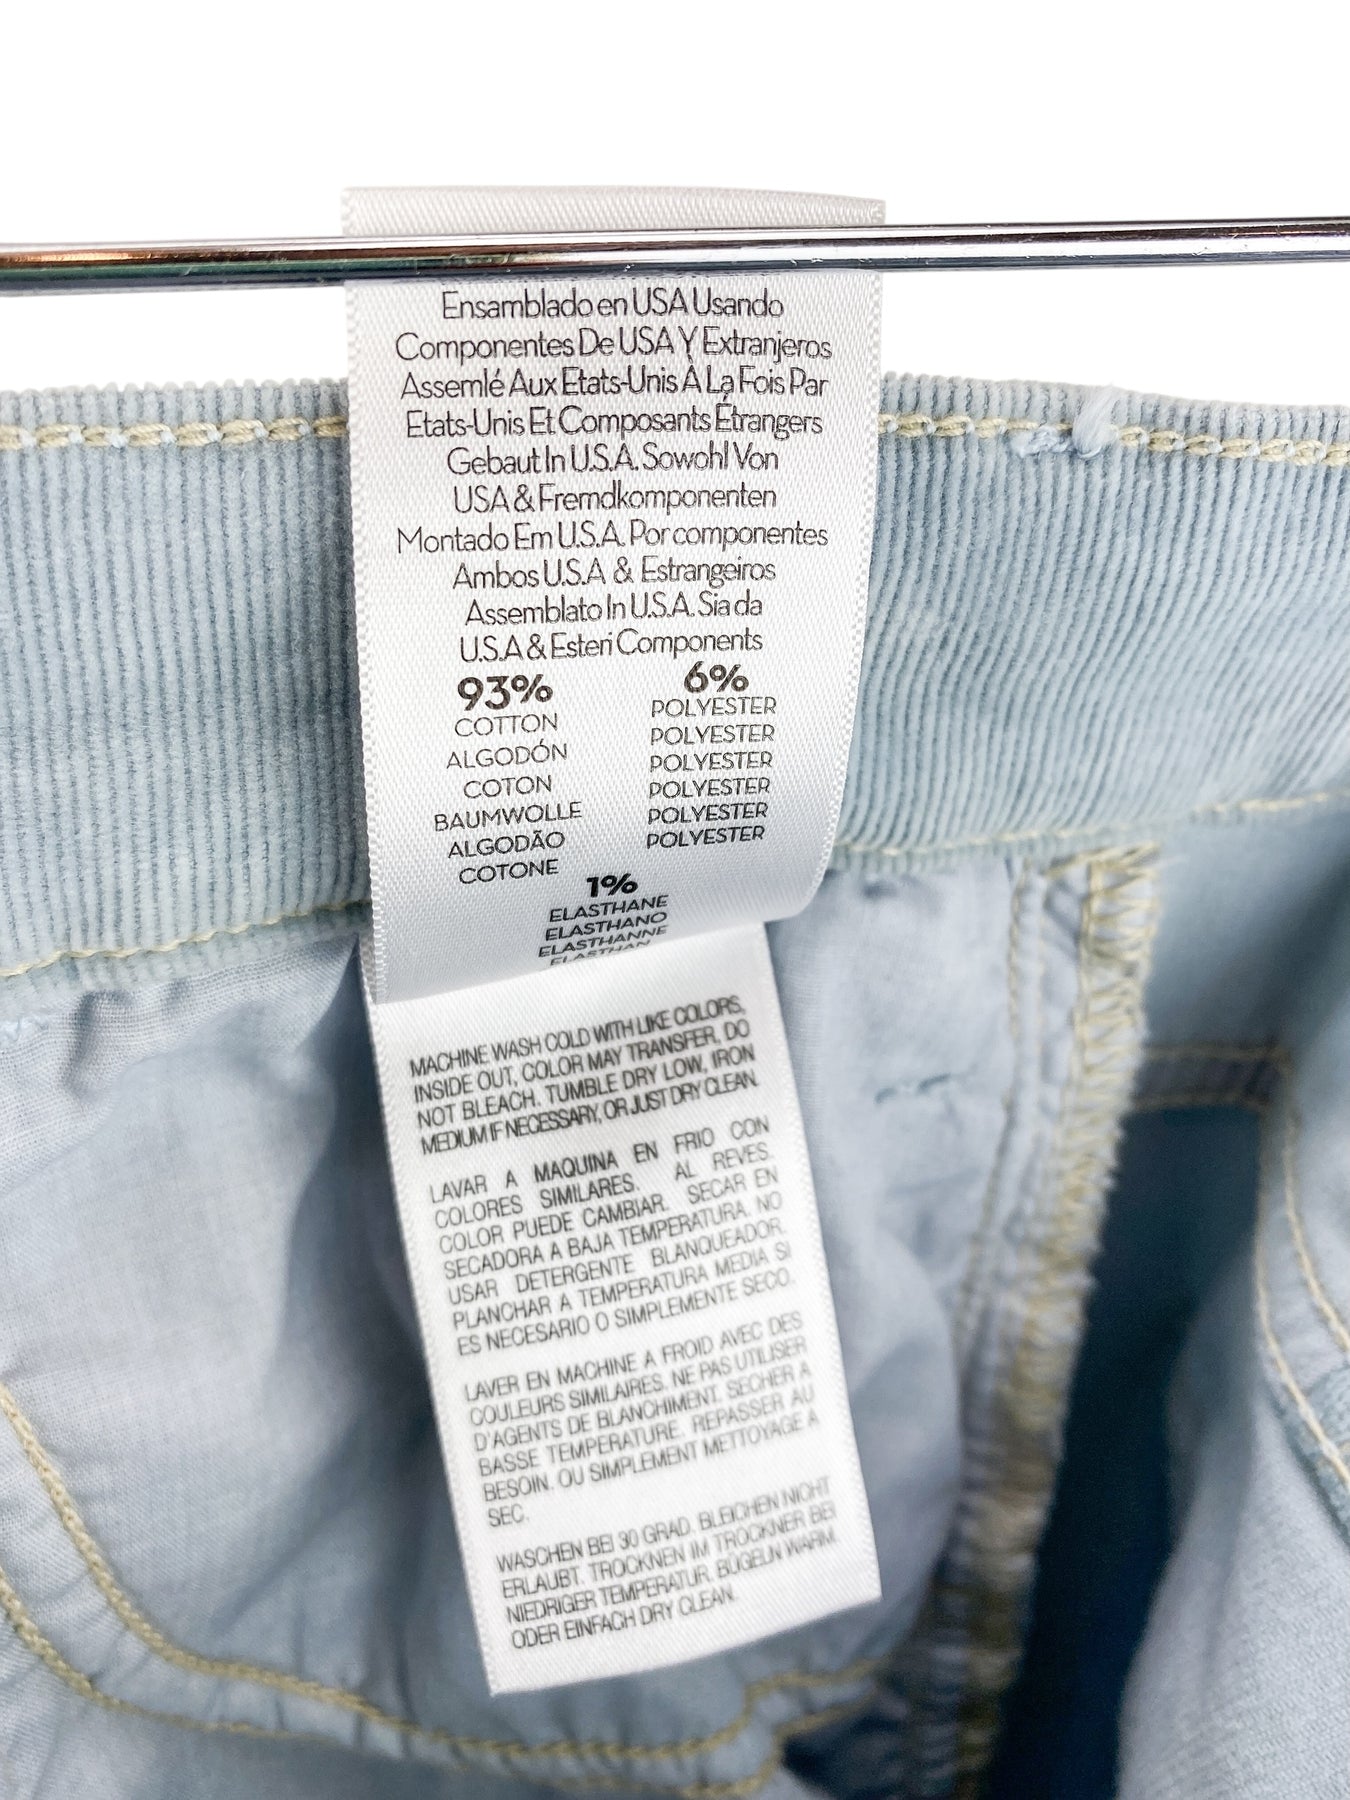 Ensamblado en USA Usando
Componentes De USA Y Extranjeros
Assemlé Aux Etats-Unis À La Fois Par
Etats-Unis Et Composants Étrangers
Gebaut In U.S.A. Sowohl Von
USA & Fremdkomponenten
Montado Em U.S.A. Por componentes
Ambos U.S.A & Estrangeiros
Assemblato In U.S.A. Sia da
U.S.A & Esteri Components
93%
COTTON
ALGODÓN
COTON
BAUMWOLLE
ALGODÃO
COTONE
6%
POLYESTER
POLYESTER
POLYESTER
POLYESTER
POLYESTER
POLYESTER
1%
ELASTHANE
ELASTHANO
ELASTHANNE
ELASTHAN
MACHINE WASH COLD WITH LIKE COLORS,
INSIDE OUT, COLOR MAY TRANSFER, DO
NOT BLEACH. TUMBLE DRY LOW, IRON
MEDIUM IF NECESSARY, OR JUST DRY CLEAN.
LAVAR A MAQUINA EN FRIO CON
COLORES SIMILARES. AL REVES.
COLOR PUEDE CAMBIAR. SECAR EN
SECADORA A BAJA TEMPERATURA. NO
USAR DETERGENTE BLANQUEADOR.
PLANCHAR A TEMPERATURA MEDIA SI
ES NECESARIO O SIMPLEMENTE SECO.
LAVER EN MACHINE A FROID AVEC DES
COULEURS SIMILAIRES. NE PAS UTILISER
D'AGENTS DE BLANCHIMENT. SECHER A
BASSE TEMPERATURE. REPASSER AU
BESOIN. OU SIMPLEMENT METTOYAGE A
SEC.
WASCHEN BEI 30 GRAD. BLEICHEN NICHT
ERLAUBT. TROCKNEN IM TROCKNER BEI
NIEDRIGER TEMPERATUR. BÜGELN WARM
ODER EINFACH DRY CLEAN.